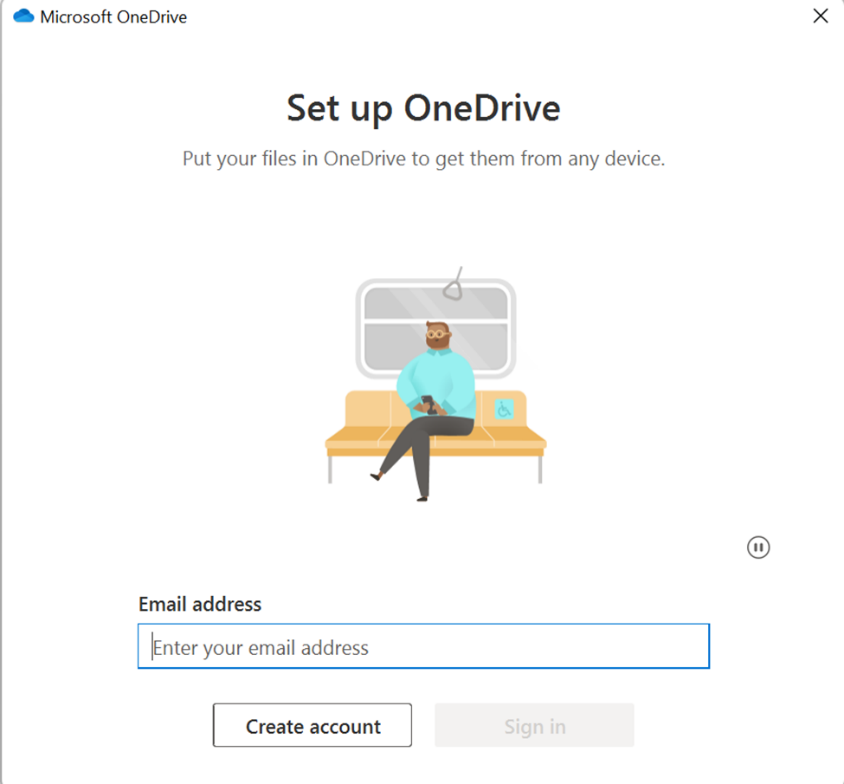 Microsoft OneDrive
Set up OneDrive
Put your files in OneDrive to get them from any device.
Email address
Enter your email address
Create account
Sign in